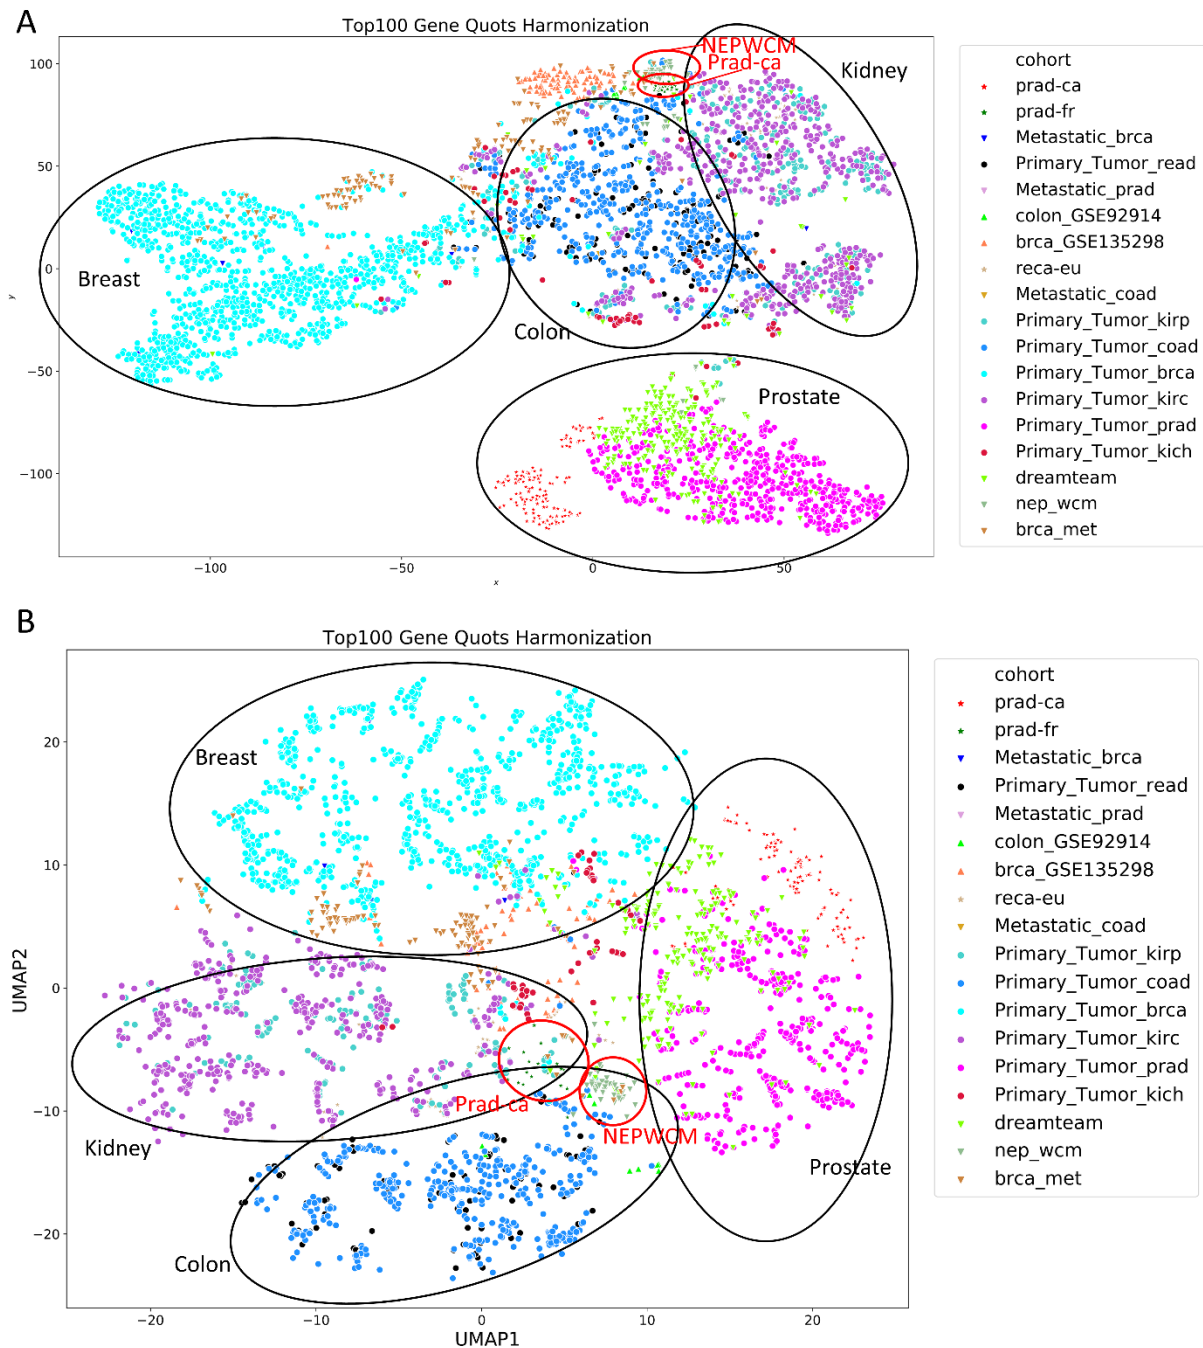 A
Top100 Gene Quots Harmonization
NEPWCM
Prad-ca
Kidney
Breast
Colon
Prostate
100
50
0
−50
−100
y
−100
−50
0
50
x
cohort
prad-ca
prad-fr
Metastatic_brca
Primary_Tumor_read
Metastatic_prad
colon_GSE92914
brca_GSE135298
reca-eu
Metastatic_coad
Primary_Tumor_kirp
Primary_Tumor_coad
Primary_Tumor_brca
Primary_Tumor_kirc
Primary_Tumor_prad
Primary_Tumor_kich
dreamteam
nep_wcm
brca_met
B
Top100 Gene Quots Harmonization
Breast
Prad-ca
NEPWCM
Kidney
Prostate
Colon
20
10
0
−10
−20
UMAP2
−20
−10
0
10
20
UMAP1
cohort
prad-ca
prad-fr
Metastatic_brca
Primary_Tumor_read
Metastatic_prad
colon_GSE92914
brca_GSE135298
reca-eu
Metastatic_coad
Primary_Tumor_kirp
Primary_Tumor_coad
Primary_Tumor_brca
Primary_Tumor_kirc
Primary_Tumor_prad
Primary_Tumor_kich
dreamteam
nep_wcm
brca_met